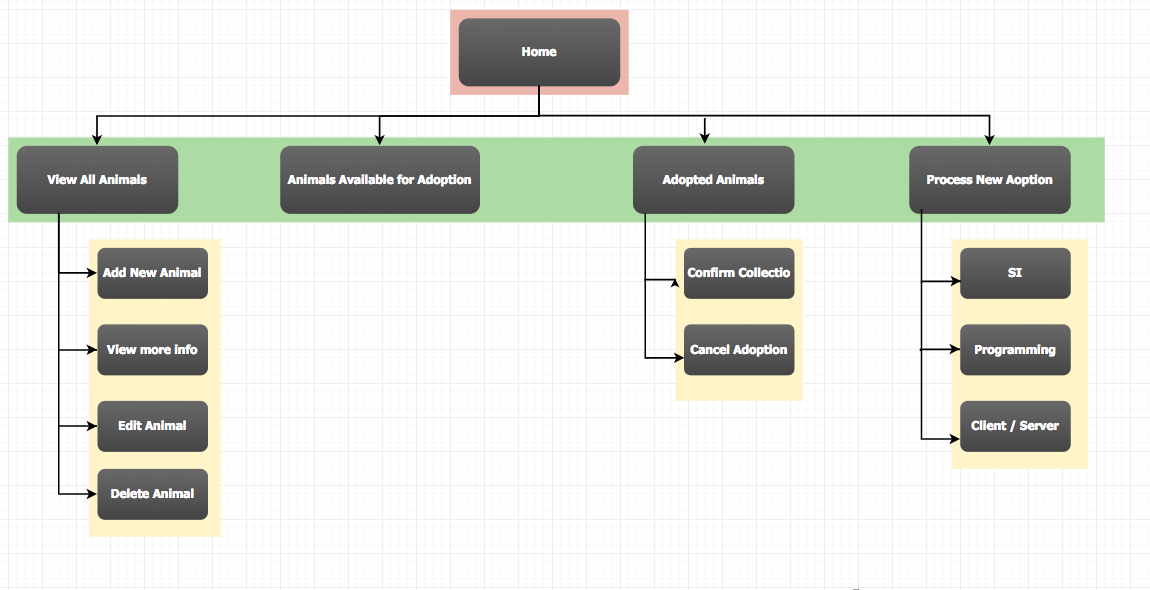 Home
View All Animals
Animals Available for Adoption
Adopted Animals
Process New Aoption
Add New Animal
View more info
Edit Animal
Delete Animal
Confirm Collectio
Cancel Adoption
SI
Programming
Client / Server